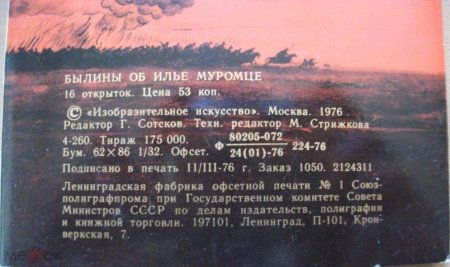 БЫЛИНЫ ОБ ИЛЬЕ МУРОМЦЕ
16 открыток. Цена 53 коп.
© «Изобразительное искусство». Москва. 1976
Редактор Г. Сотсков. Техн. редактор М. Стрижкова
4-260. Тираж 175 000. 80205-072
Ф 224-76
Бум. 62×86 1/32. Офсет. 24(01)-76
Подписано в печать 11/III-76 г. Заказ 1050. 2124311
Ленинградская фабрика офсетной печати № 1 Союз-
полиграфпрома при Государственном комитете Совета
Министров СССР по делам издательств, полиграфии
и книжной торговли. 197101, Ленинград, П-101, Крон-
веркская, 7.